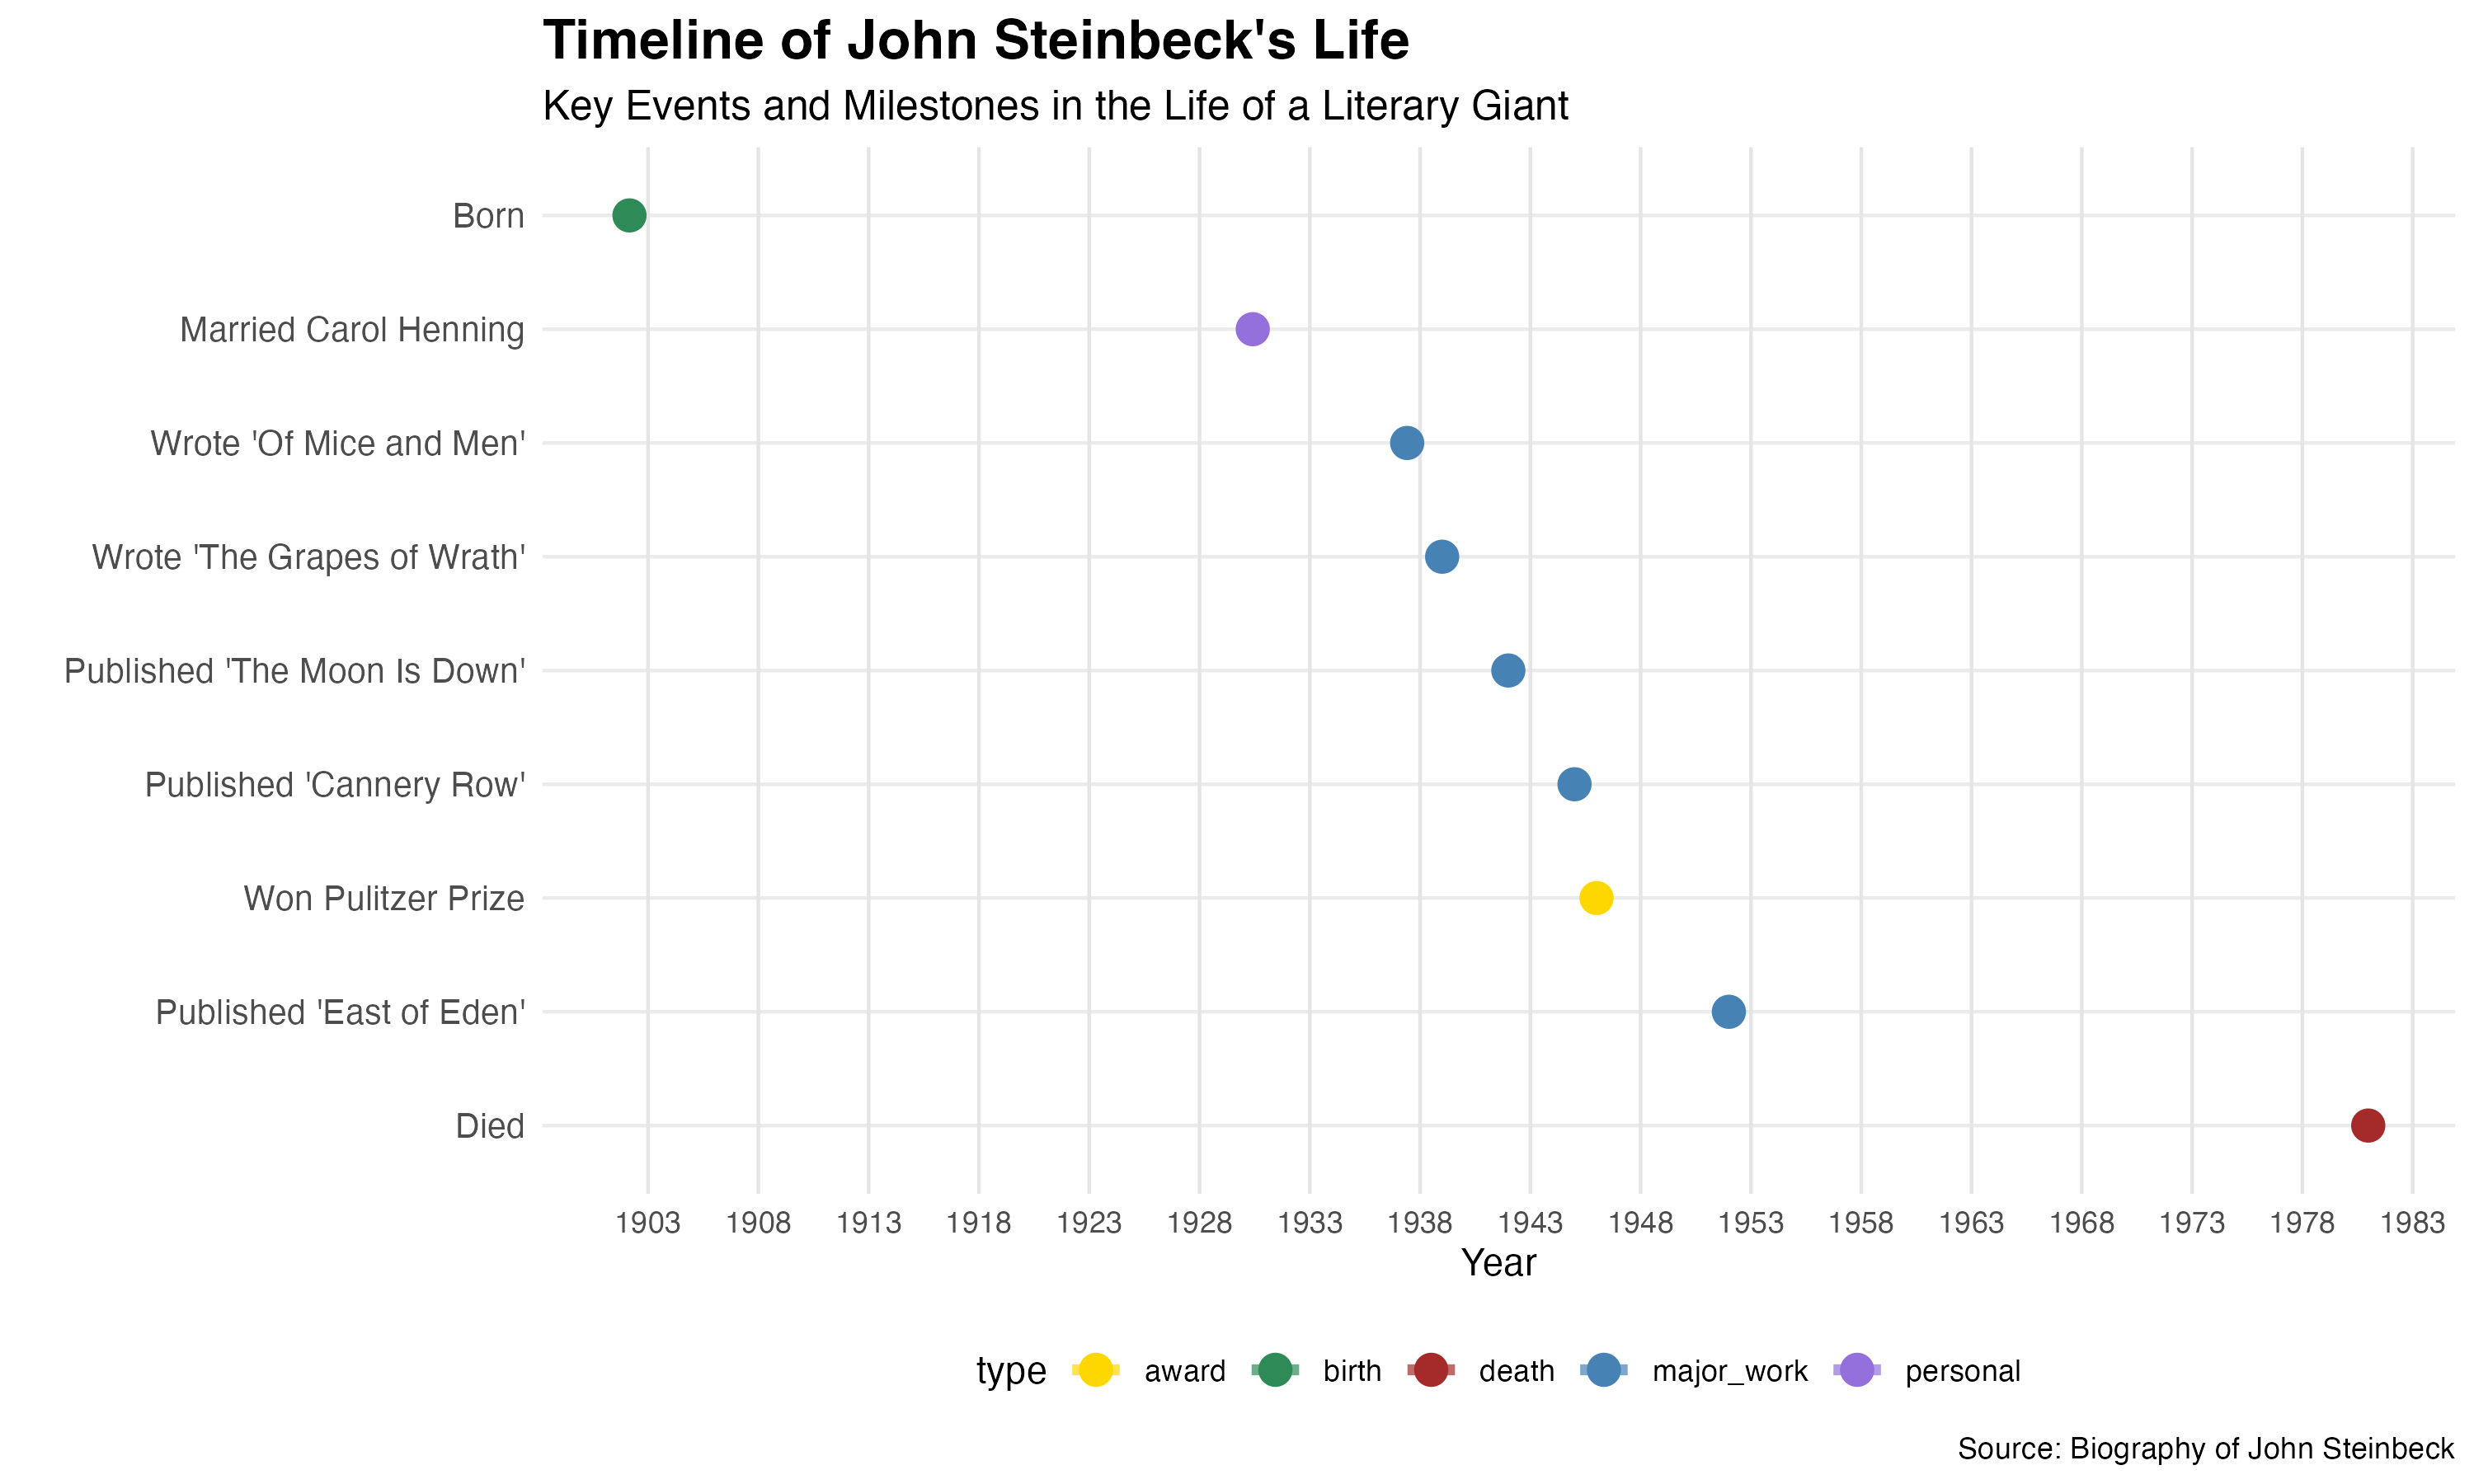 Timeline of John Steinbeck's Life
Key Events and Milestones in the Life of a Literary Giant
Born
Married Carol Henning
Wrote 'Of Mice and Men'
Wrote 'The Grapes of Wrath'
Published 'The Moon Is Down'
Published 'Cannery Row'
Won Pulitzer Prize
Published 'East of Eden'
Died
1903 1908 1913 1918 1923 1928 1933 1938 1943 1948 1953 1958 1963 1968 1973 1978 1983
Year
type award birth death major_work personal
Source: Biography of John Steinbeck